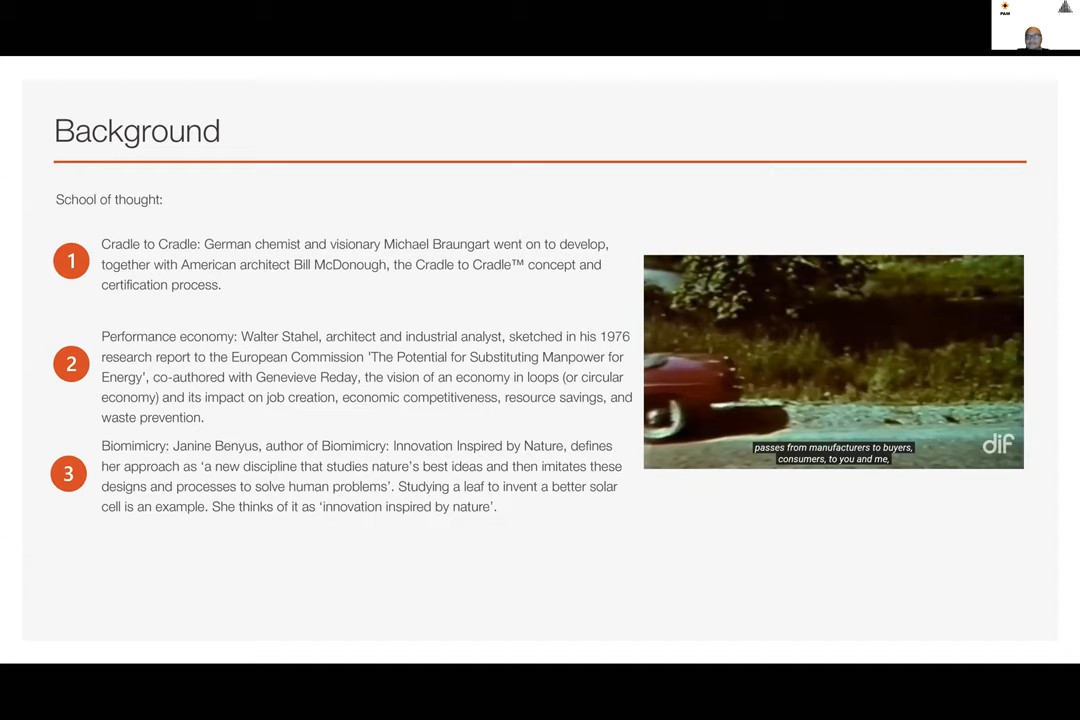 PAM
Background
School of thought:
1
Cradle to Cradle: German chemist and visionary Michael Braungart went on to develop,
together with American architect Bill McDonough, the Cradle to Cradle™ concept and
certification process.
2
Performance economy: Walter Stahel, architect and industrial analyst, sketched in his 1976
research report to the European Commission 'The Potential for Substituting Manpower for
Energy', co-authored with Genevieve Reday, the vision of an economy in loops (or circular
economy) and its impact on job creation, economic competitiveness, resource savings, and
waste prevention.
3
Biomimicry: Janine Benyus, author of Biomimicry: Innovation Inspired by Nature, defines
her approach as ‘a new discipline that studies nature’s best ideas and then imitates these
designs and processes to solve human problems’. Studying a leaf to invent a better solar
cell is an example. She thinks of it as ‘innovation inspired by nature’.
passes from manufacturers to buyers,
consumers, to you and me,
dif